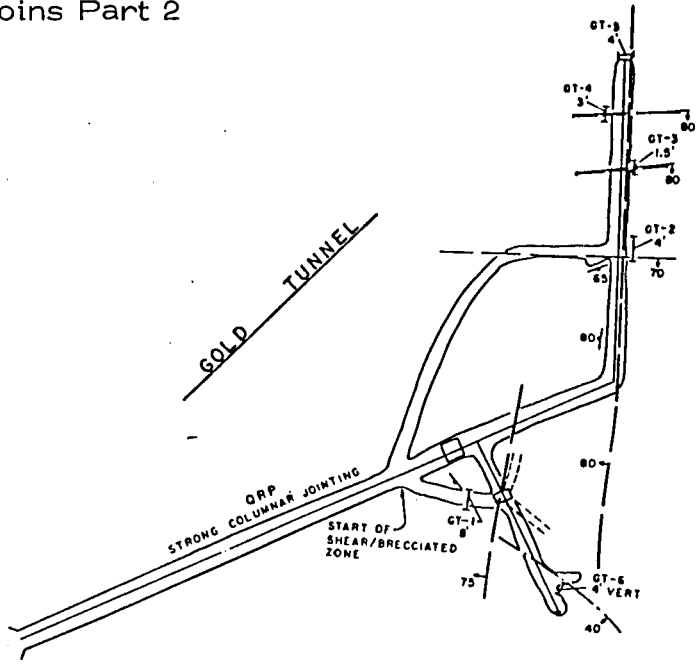 oins Part 2
GT-5
4'
GT-4
3'
80
GT-3
1.5'
80
GT-2
4'
70
65
GOLD TUNNEL
80
80
QRP
STRONG COLUMNAR JOINTING
START OF
SHEAR/BRECCIATED
ZONE
GT-1
8'
75
GT-6
4' VERT
40